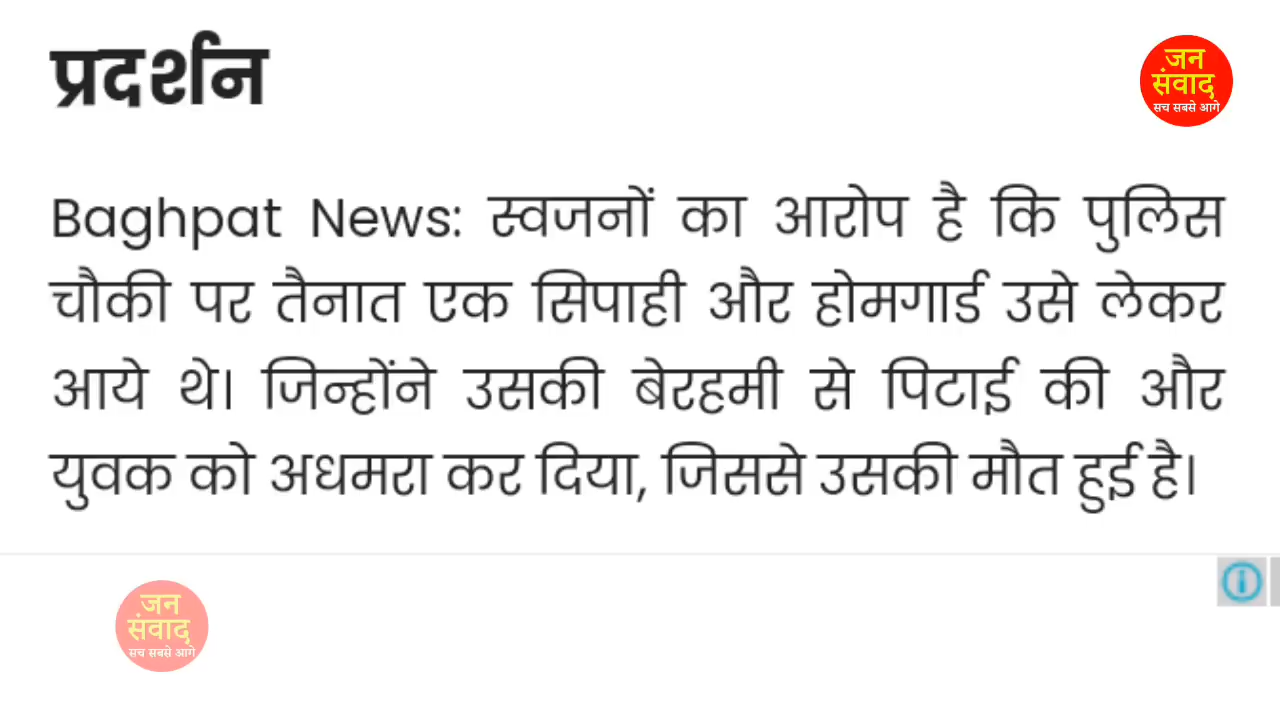 प्रदर्शन
जन
संवाद
सच सबसे आगे
Baghpat News: स्वजनों का आरोप है कि पुलिस
चौकी पर तैनात एक सिपाही और होमगार्ड उसे लेकर
आये थे। जिन्होंने उसकी बेरहमी से पिटाई की और
युवक को अधमरा कर दिया, जिससे उसकी मौत हुई है।
जन
संवाद
सच सबसे आगे